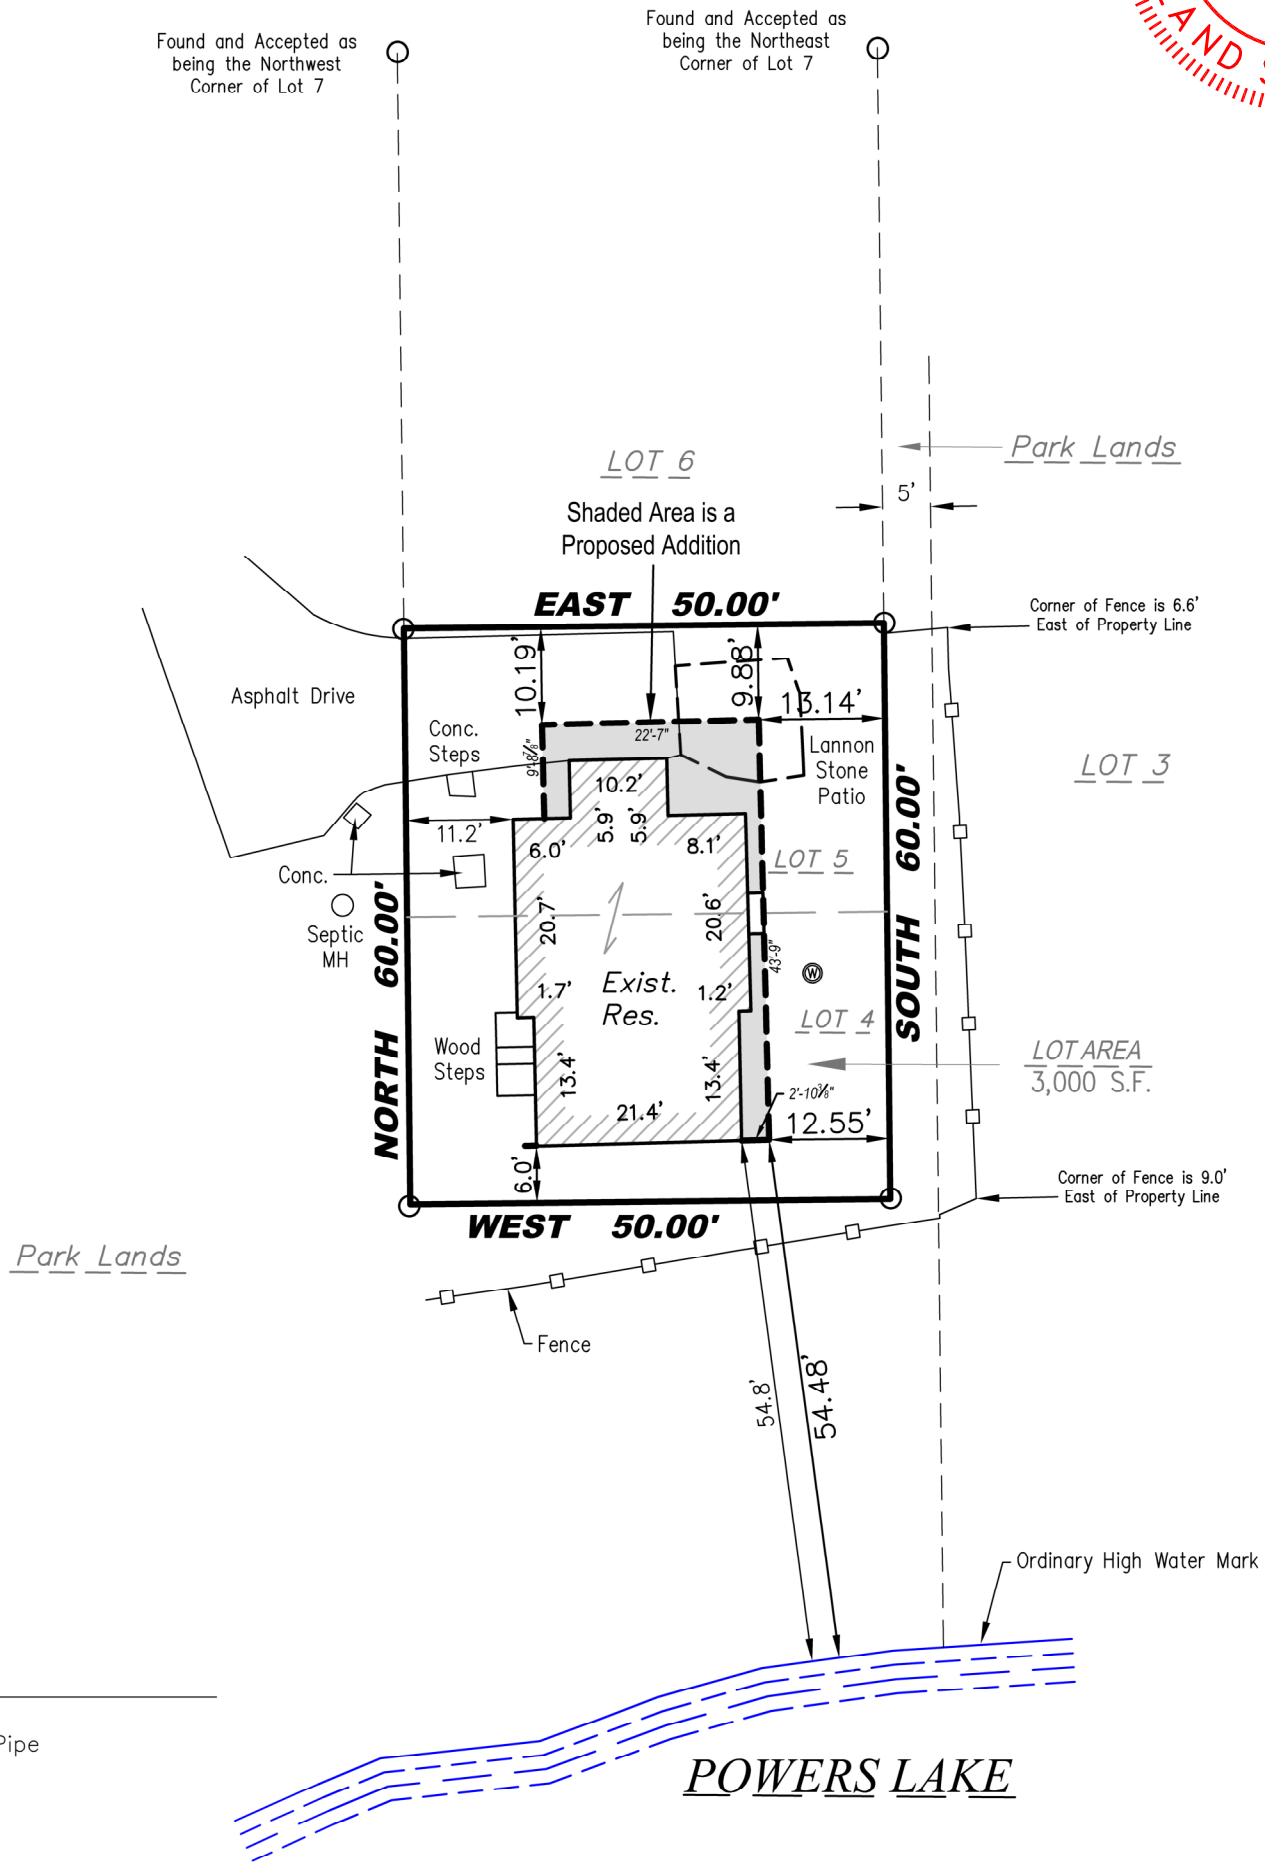 Found and Accepted as
being the Northwest
Corner of Lot 7
Found and Accepted as
being the Northeast
Corner of Lot 7
LAND S
LOT 6
Park Lands
5'
Shaded Area is a
Proposed Addition
EAST 50.00'
Corner of Fence is 6.6'
East of Property Line
10.19'
9.88'
13.14'
Asphalt Drive
Conc.
Steps
22'-7"
9'-8⅞"
Lannon
Stone
Patio
LOT 3
10.2'
5.9'
5.9'
11.2'
6.0'
8.1'
LOT 5
SOUTH 60.00'
Conc.
Septic
MH
NORTH 60.00'
20.7'
20.6'
43'-9"
W
Exist.
Res.
1.7'
1.2'
LOT 4
Wood
Steps
13.4'
13.4'
LOT AREA
3,000 S.F.
2'-10⅜"
21.4'
12.55'
6.0'
Corner of Fence is 9.0'
East of Property Line
WEST 50.00'
Park Lands
Fence
54.8'
54.48'
Ordinary High Water Mark
Pipe
POWERS LAKE